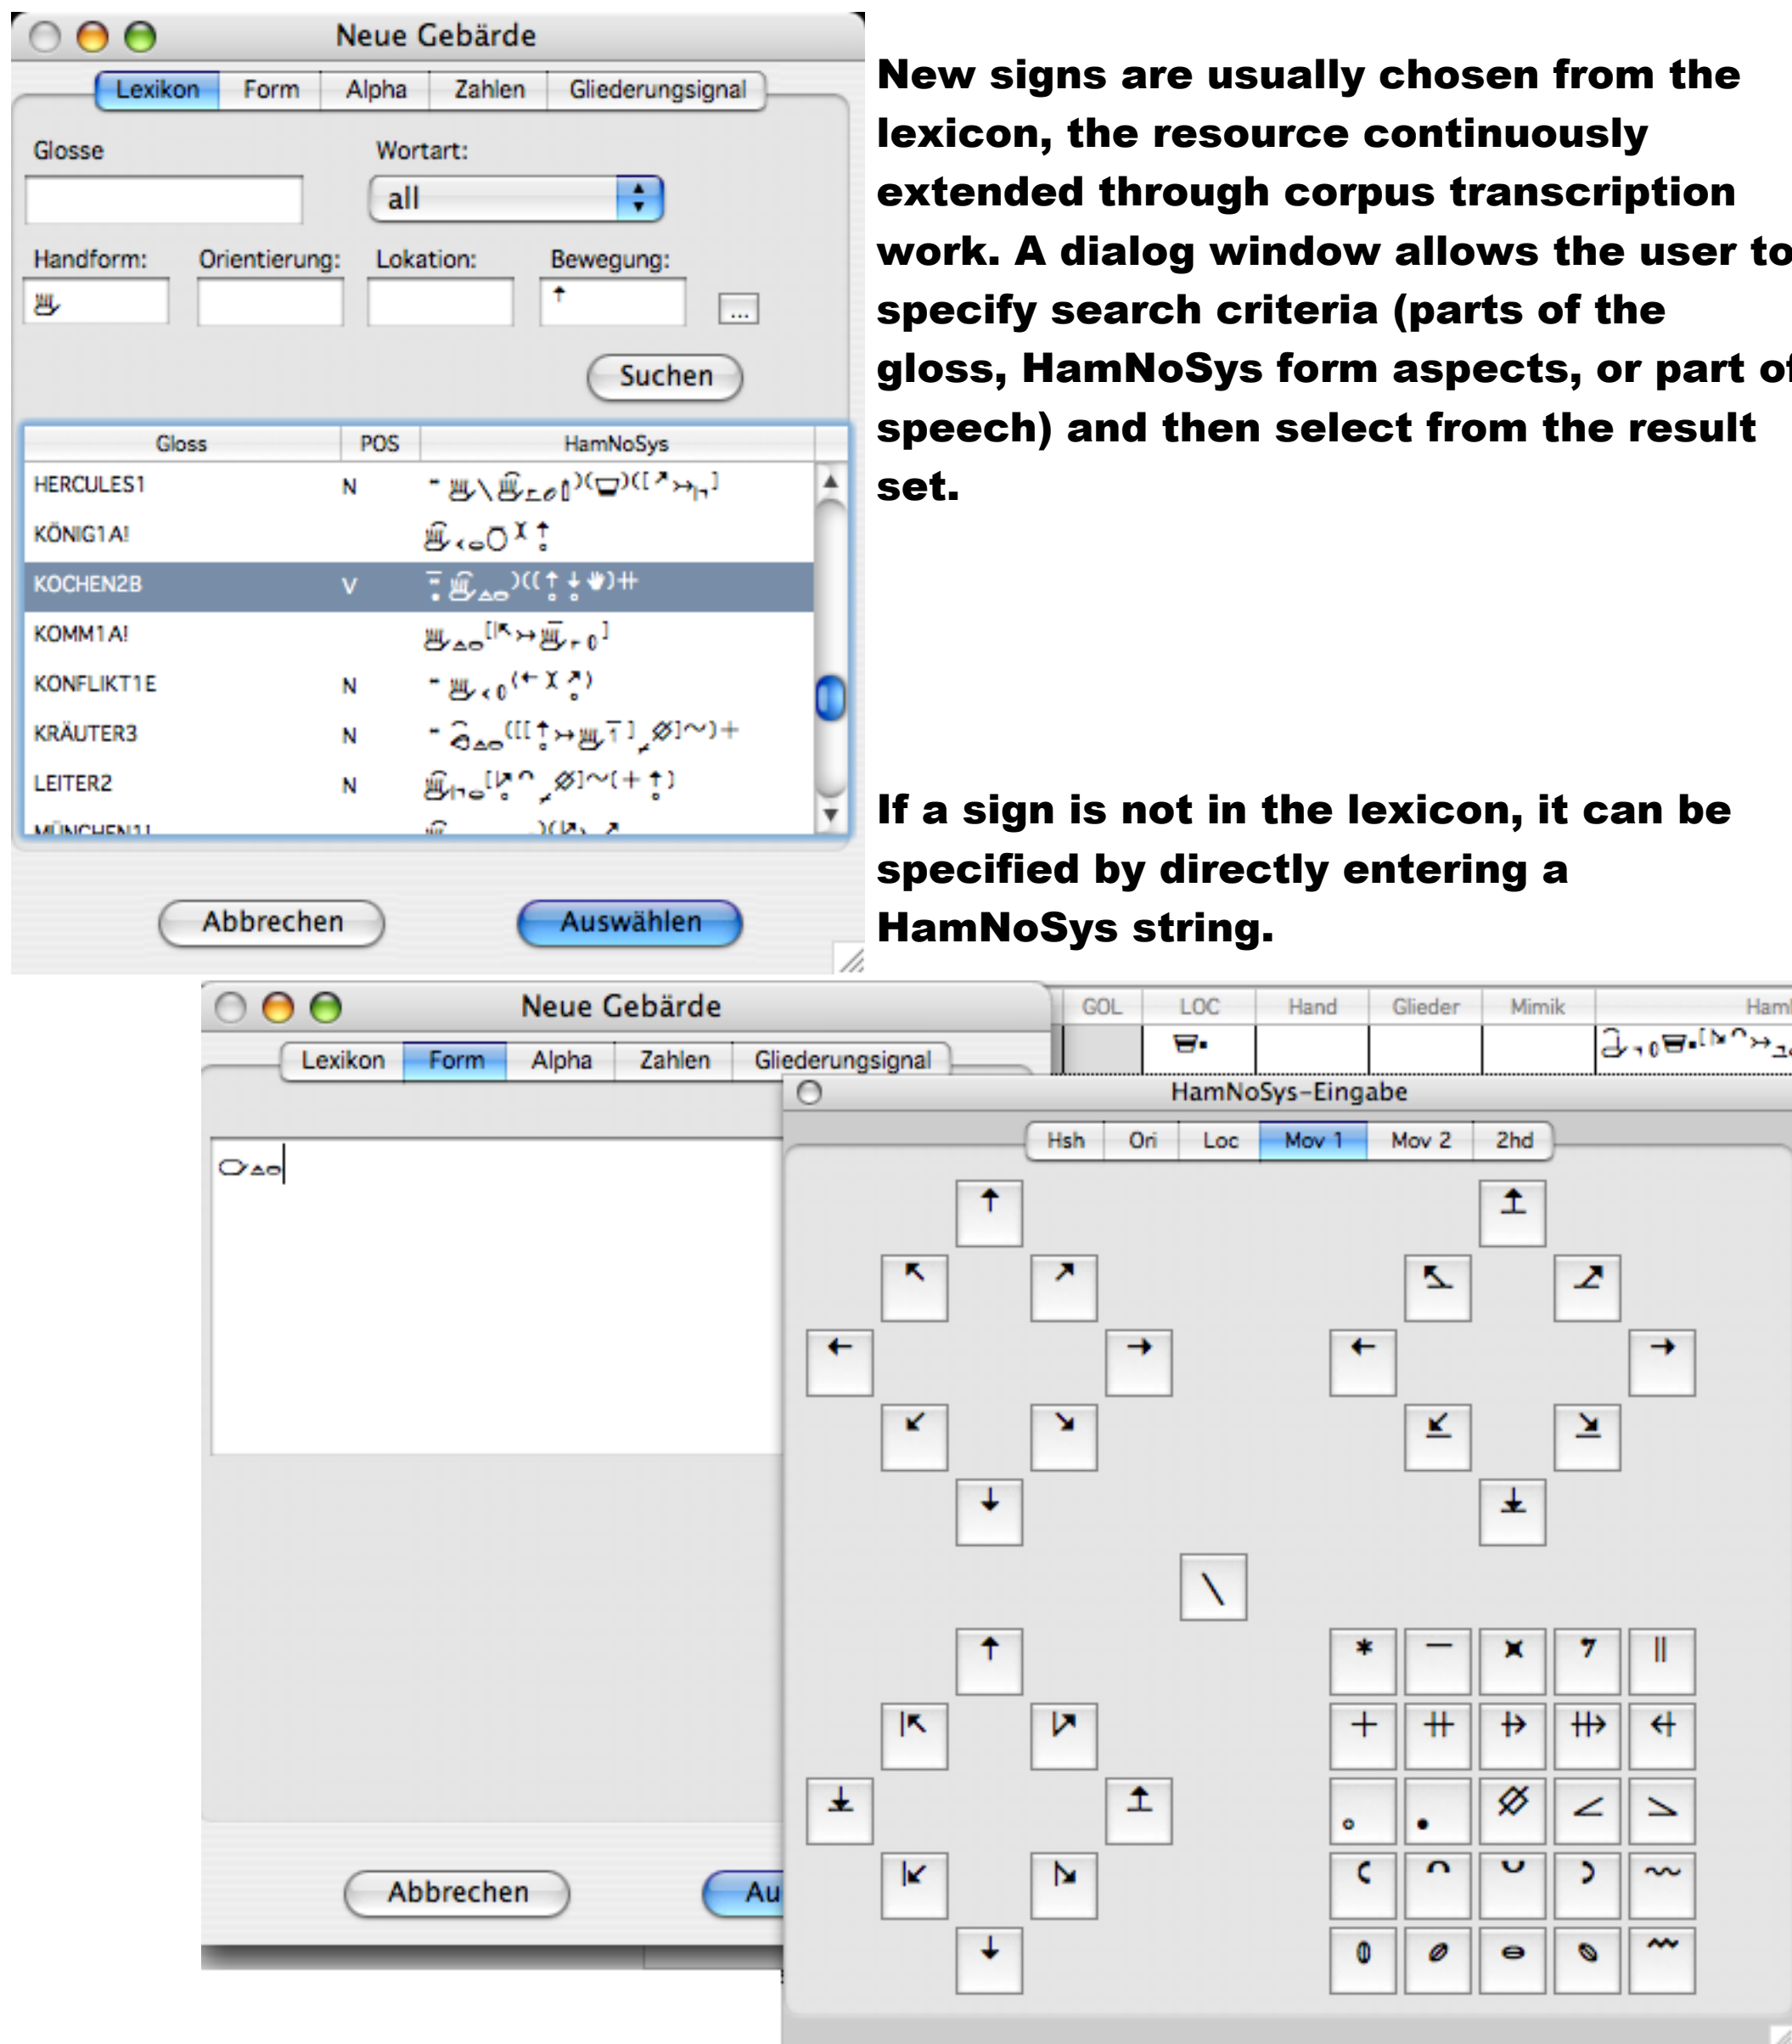 Neue Gebärde
Lexikon Form Alpha Zahlen Gliederungsignal
Glosse Wortart:
all
Handform: Orientierung: Lokation: Bewegung:
...
Suchen
Gloss POS HamNoSys
HERCULES1 N
KÖNIG1A!
KOCHEN2B V
KOMM1A!
KONFLIKT1E N
KRÄUTER3 N
LEITER2 N
Abbrechen Auswählen
New signs are usually chosen from the
lexicon, the resource continuously
extended through corpus transcription
work. A dialog window allows the user to
specify search criteria (parts of the
gloss, HamNoSys form aspects, or part of
speech) and then select from the result
set.
If a sign is not in the lexicon, it can be
specified by directly entering a
HamNoSys string.
Neue Gebärde
Lexikon Form Alpha Zahlen Gliederungsignal
Abbrechen Au
GOL LOC Hand Glieder Mimik Ham
HamNoSys-Eingabe
Hsh Ori Loc Mov 1 Mov 2 2hd